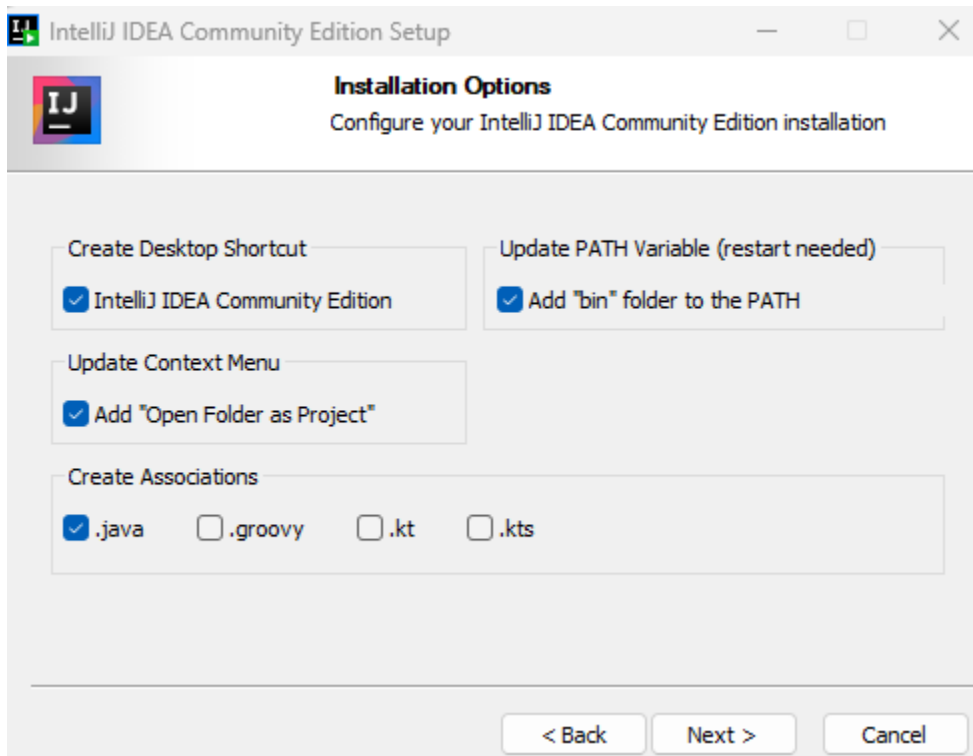 IntelliJ IDEA Community Edition Setup
IJ
Installation Options
Configure your IntelliJ IDEA Community Edition installation
Create Desktop Shortcut
IntelliJ IDEA Community Edition
Update PATH Variable (restart needed)
Add "bin" folder to the PATH
Update Context Menu
Add "Open Folder as Project"
Create Associations
.java .groovy .kt .kts
< Back Next > Cancel